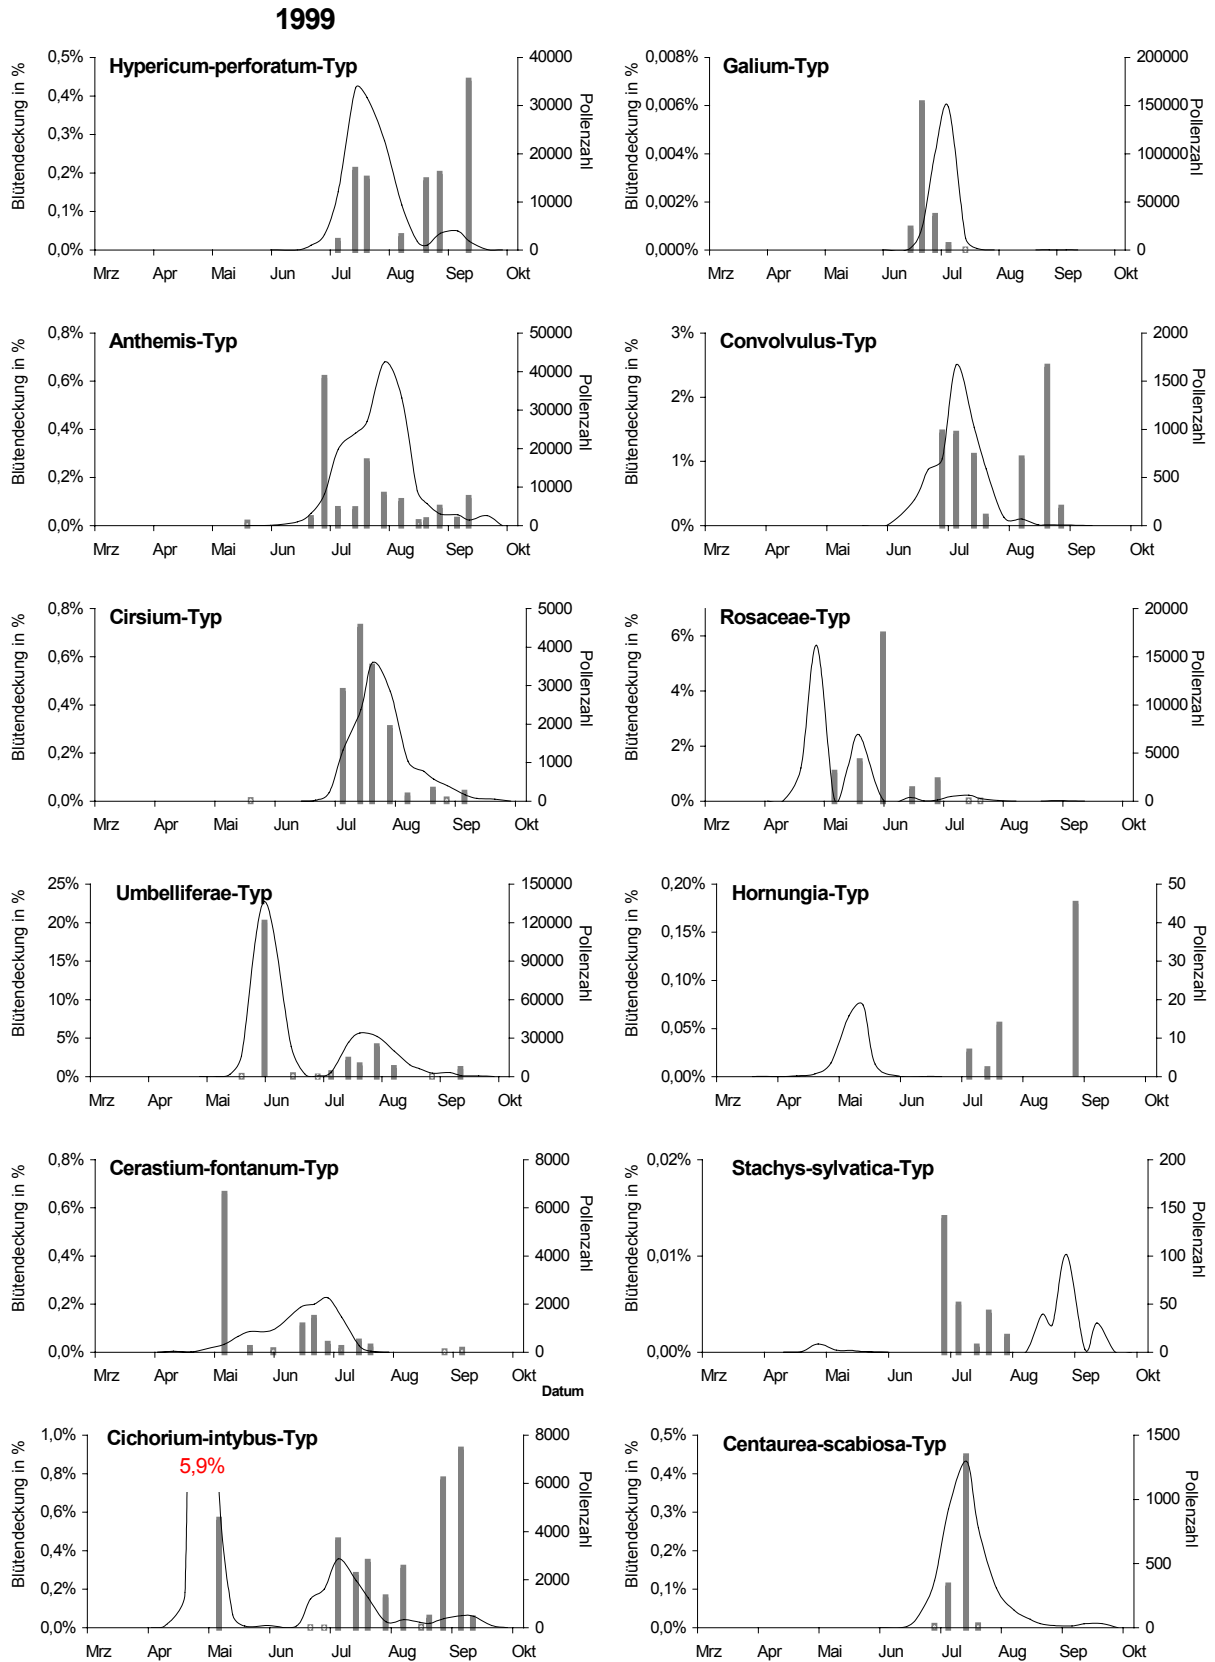 1999
Hypericum-perforatum-Typ
Blütendeckung in %
0,5%
0,4%
0,3%
0,2%
0,1%
0,0%
40000
30000
20000
10000
0
Pollenzahl
Mrz Apr Mai Jun Jul Aug Sep Okt
Galium-Typ
Blütendeckung in %
0,008%
0,006%
0,004%
0,002%
0,000%
200000
150000
100000
50000
0
Pollenzahl
Mrz Apr Mai Jun Jul Aug Sep Okt
Anthemis-Typ
Blütendeckung in %
0,8%
0,6%
0,4%
0,2%
0,0%
50000
40000
30000
20000
10000
0
Pollenzahl
Mrz Apr Mai Jun Jul Aug Sep Okt
Convolvulus-Typ
Blütendeckung in %
3%
2%
1%
0%
2000
1500
1000
500
0
Pollenzahl
Mrz Apr Mai Jun Jul Aug Sep Okt
Cirsium-Typ
Blütendeckung in %
0,8%
0,6%
0,4%
0,2%
0,0%
5000
4000
3000
2000
1000
0
Pollenzahl
Mrz Apr Mai Jun Jul Aug Sep Okt
Rosaceae-Typ
Blütendeckung in %
6%
4%
2%
0%
20000
15000
10000
5000
0
Pollenzahl
Mrz Apr Mai Jun Jul Aug Sep Okt
Umbelliferae-Typ
Blütendeckung in %
25%
20%
15%
10%
5%
0%
150000
120000
90000
60000
30000
0
Pollenzahl
Mrz Apr Mai Jun Jul Aug Sep Okt
Hornungia-Typ
Blütendeckung in %
0,20%
0,15%
0,10%
0,05%
0,00%
50
40
30
20
10
0
Pollenzahl
Mrz Apr Mai Jun Jul Aug Sep Okt
Cerastium-fontanum-Typ
Blütendeckung in %
0,8%
0,6%
0,4%
0,2%
0,0%
8000
6000
4000
2000
0
Pollenzahl
Mrz Apr Mai Jun Jul Aug Sep Okt
Datum
Stachys-sylvatica-Typ
Blütendeckung in %
0,02%
0,01%
0,00%
200
150
100
50
0
Pollenzahl
Mrz Apr Mai Jun Jul Aug Sep Okt
Cichorium-intybus-Typ
5,9%
Blütendeckung in %
1,0%
0,8%
0,6%
0,4%
0,2%
0,0%
8000
6000
4000
2000
0
Pollenzahl
Mrz Apr Mai Jun Jul Aug Sep Okt
Centaurea-scabiosa-Typ
Blütendeckung in %
0,5%
0,4%
0,3%
0,2%
0,1%
0,0%
1500
1000
500
0
Pollenzahl
Mrz Apr Mai Jun Jul Aug Sep Okt